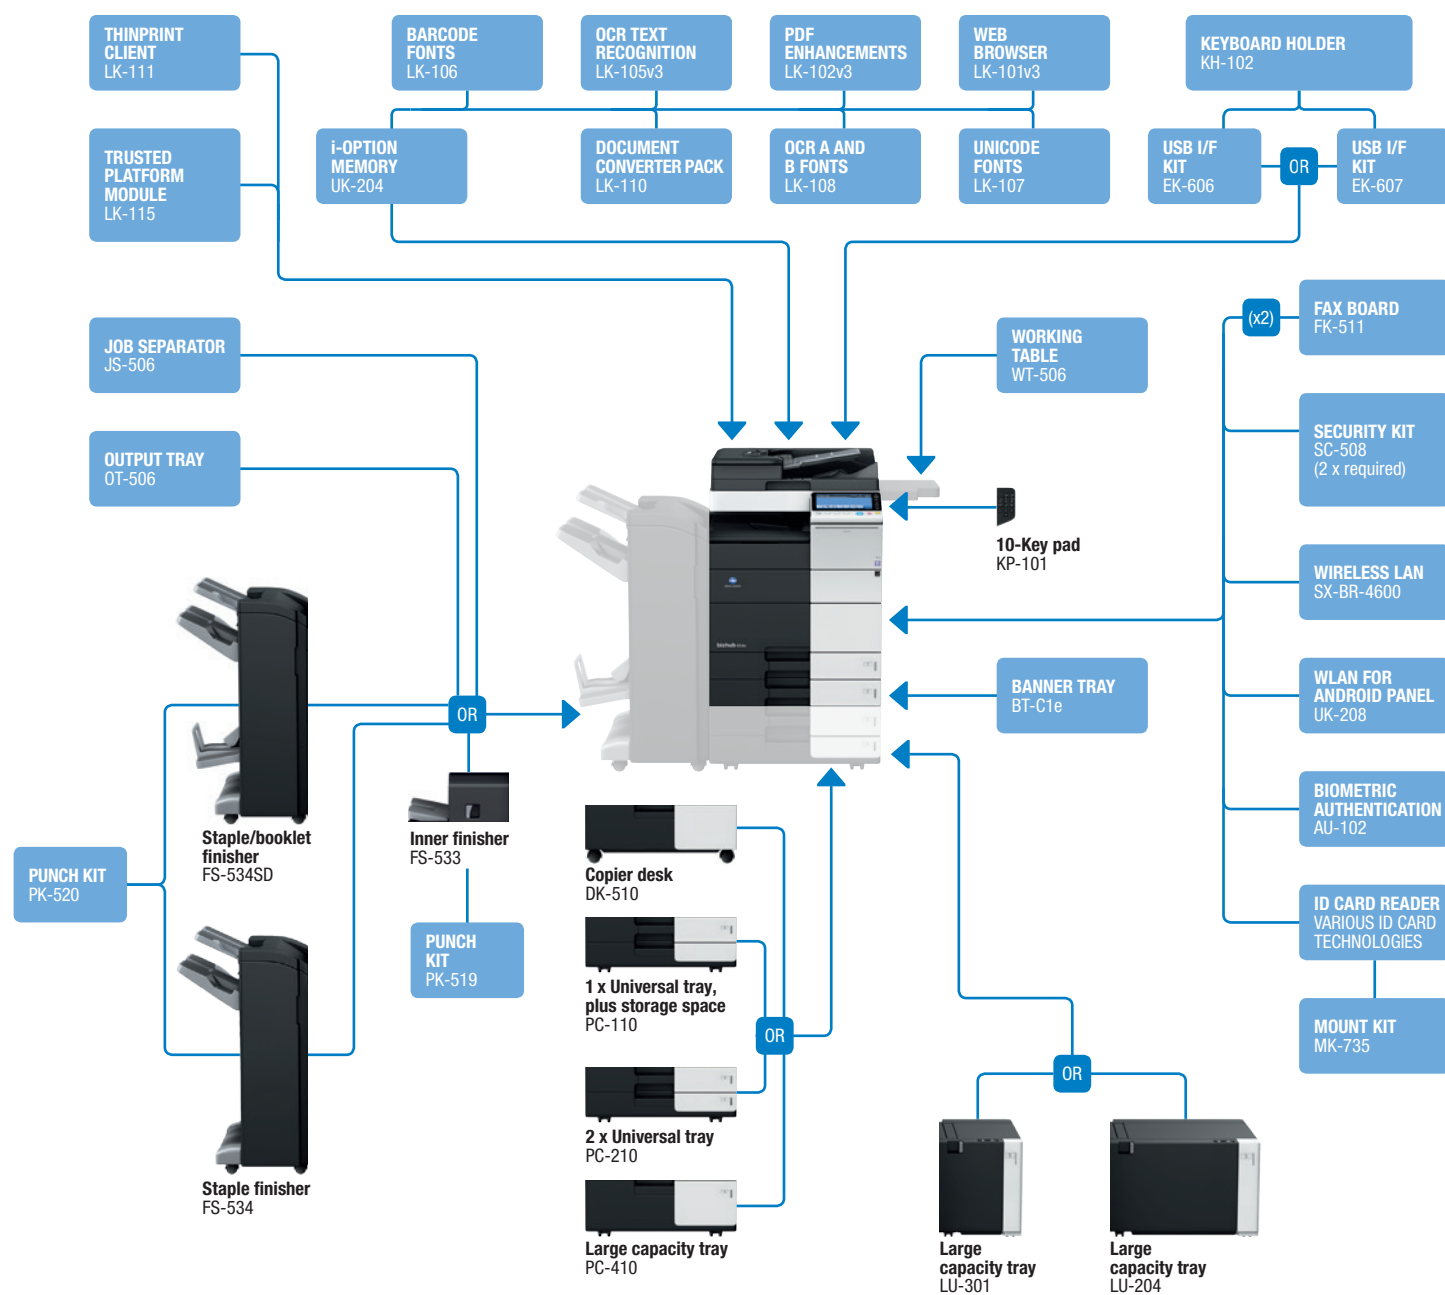 THINPRINT
CLIENT
LK-111
BARCODE
FONTS
LK-106
OCR TEXT
RECOGNITION
LK-105v3
PDF
ENHANCEMENTS
LK-102v3
WEB
BROWSER
LK-101v3
KEYBOARD HOLDER
KH-102
TRUSTED
PLATFORM
MODULE
LK-115
i-OPTION
MEMORY
UK-204
DOCUMENT
CONVERTER PACK
LK-110
OCR A AND
B FONTS
LK-108
UNICODE
FONTS
LK-107
USB I/F
KIT
EK-606
OR
USB I/F
KIT
EK-607
JOB SEPARATOR
JS-506
OUTPUT TRAY
OT-506
WORKING
TABLE
WT-506
(x2)
FAX BOARD
FK-511
SECURITY KIT
SC-508
(2 x required)
10-Key pad
KP-101
WIRELESS LAN
SX-BR-4600
bizhub
BANNER TRAY
BT-C1e
WLAN FOR
ANDROID PANEL
UK-208
OR
BIOMETRIC
AUTHENTICATION
AU-102
Staple/booklet
finisher
FS-534SD
Inner finisher
FS-533
PUNCH KIT
PK-520
Copier desk
DK-510
ID CARD READER
VARIOUS ID CARD
TECHNOLOGIES
PUNCH
KIT
PK-519
1 x Universal tray,
plus storage space
PC-110
OR
MOUNT KIT
MK-735
OR
2 x Universal tray
PC-210
Staple finisher
FS-534
Large capacity tray
PC-410
Large
capacity tray
LU-301
Large
capacity tray
LU-204